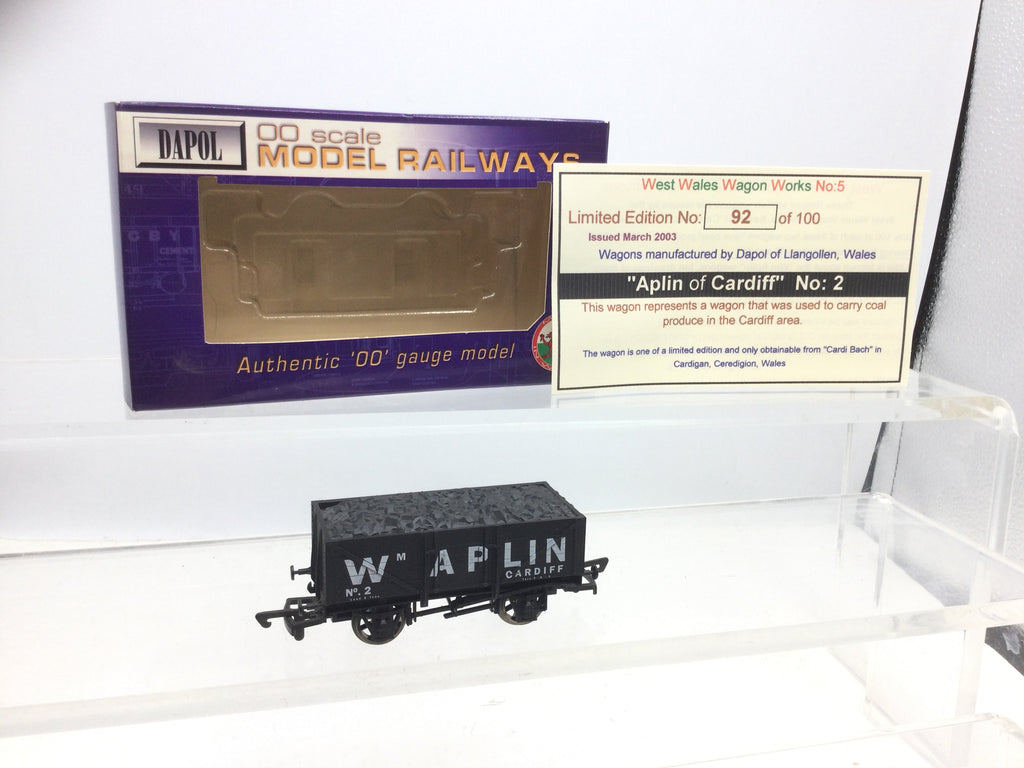 DAPOL
OO scale
MODEL RAILWAYS
Authentic 'OO' gauge model
West Wales Wagon Works No:5
Limited Edition No: 92 of 100
Issued March 2003
Wagons manufactured by Dapol of Llangollen, Wales
"Aplin of Cardiff" No: 2
This wagon represents a wagon that was used to carry coal
produce in the Cardiff area.
The wagon is one of a limited edition and only obtainable from "Cardi Bach" in
Cardigan, Ceredigion, Wales
WM APLIN
CARDIFF
No. 2